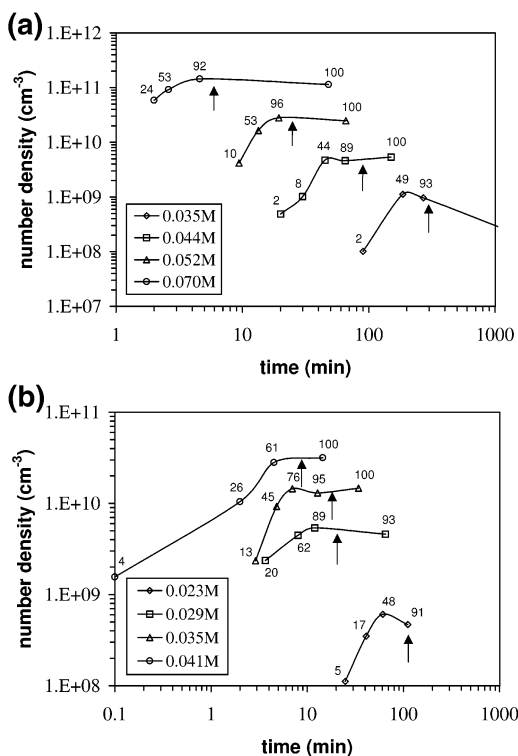 (a)
1.E+12
1.E+11
1.E+10
1.E+09
1.E+08
1.E+07
number density (cm-3)
24 53 92 100
10 53 96 100
2 8 44 89 100
2 49 93
0.035M
0.044M
0.052M
0.070M
1 10 100 1000
time (min)
(b)
1.E+11
1.E+10
1.E+09
1.E+08
number density (cm-3)
4 26 61 100
13 45 76 95 100
20 62 89 93
5 17 48 91
0.023M
0.029M
0.035M
0.041M
0.1 1 10 100 1000
time (min)